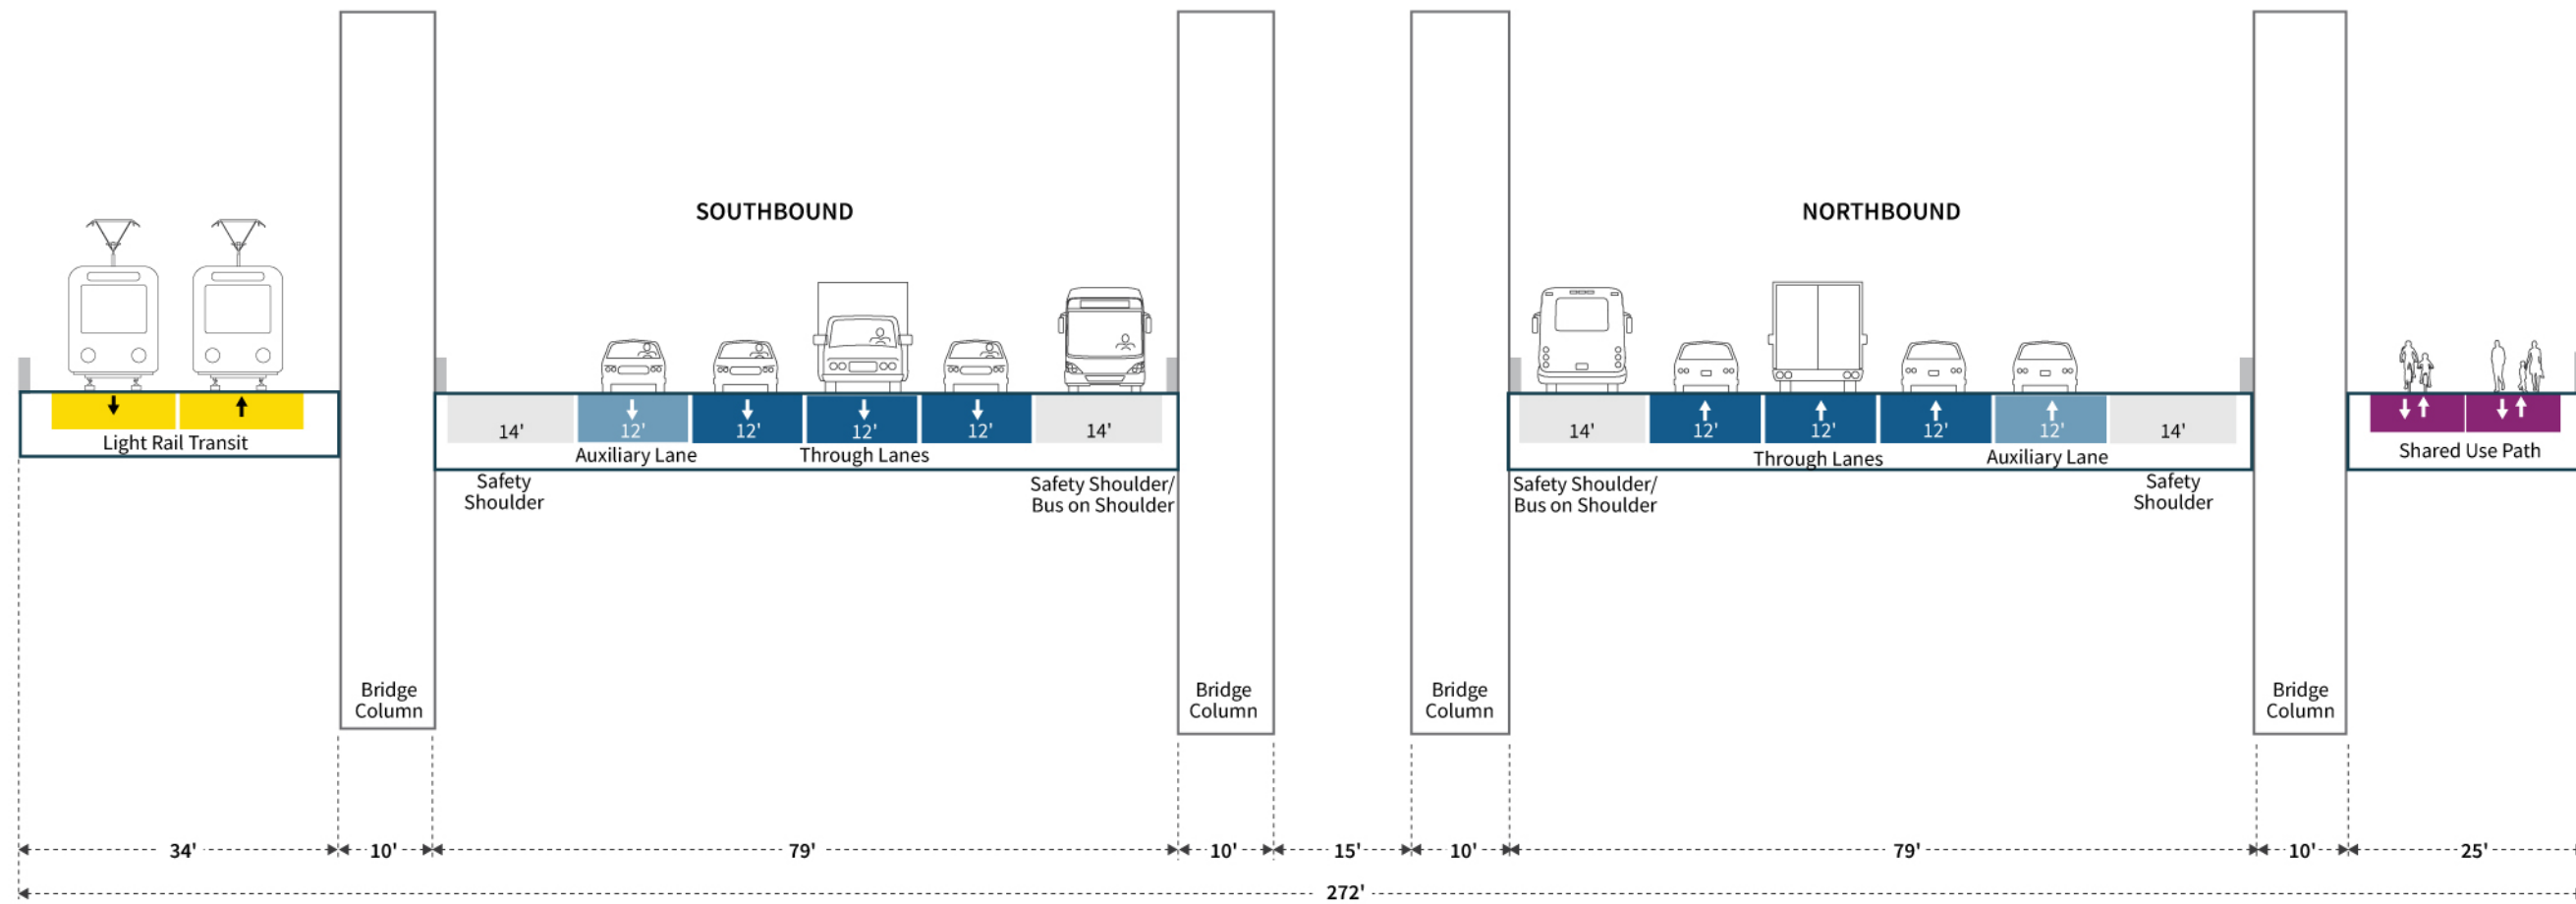 SOUTHBOUND
NORTHBOUND
14'
12'
12'
12'
12'
14'
14'
12'
12'
12'
12'
14'
Light Rail Transit
Auxiliary Lane
Through Lanes
Through Lanes
Auxiliary Lane
Shared Use Path
Safety
Shoulder
Safety Shoulder/
Bus on Shoulder
Safety Shoulder/
Bus on Shoulder
Safety
Shoulder
Bridge
Column
Bridge
Column
Bridge
Column
Bridge
Column
34'
10'
79'
10'
15'
10'
79'
10'
25'
272'